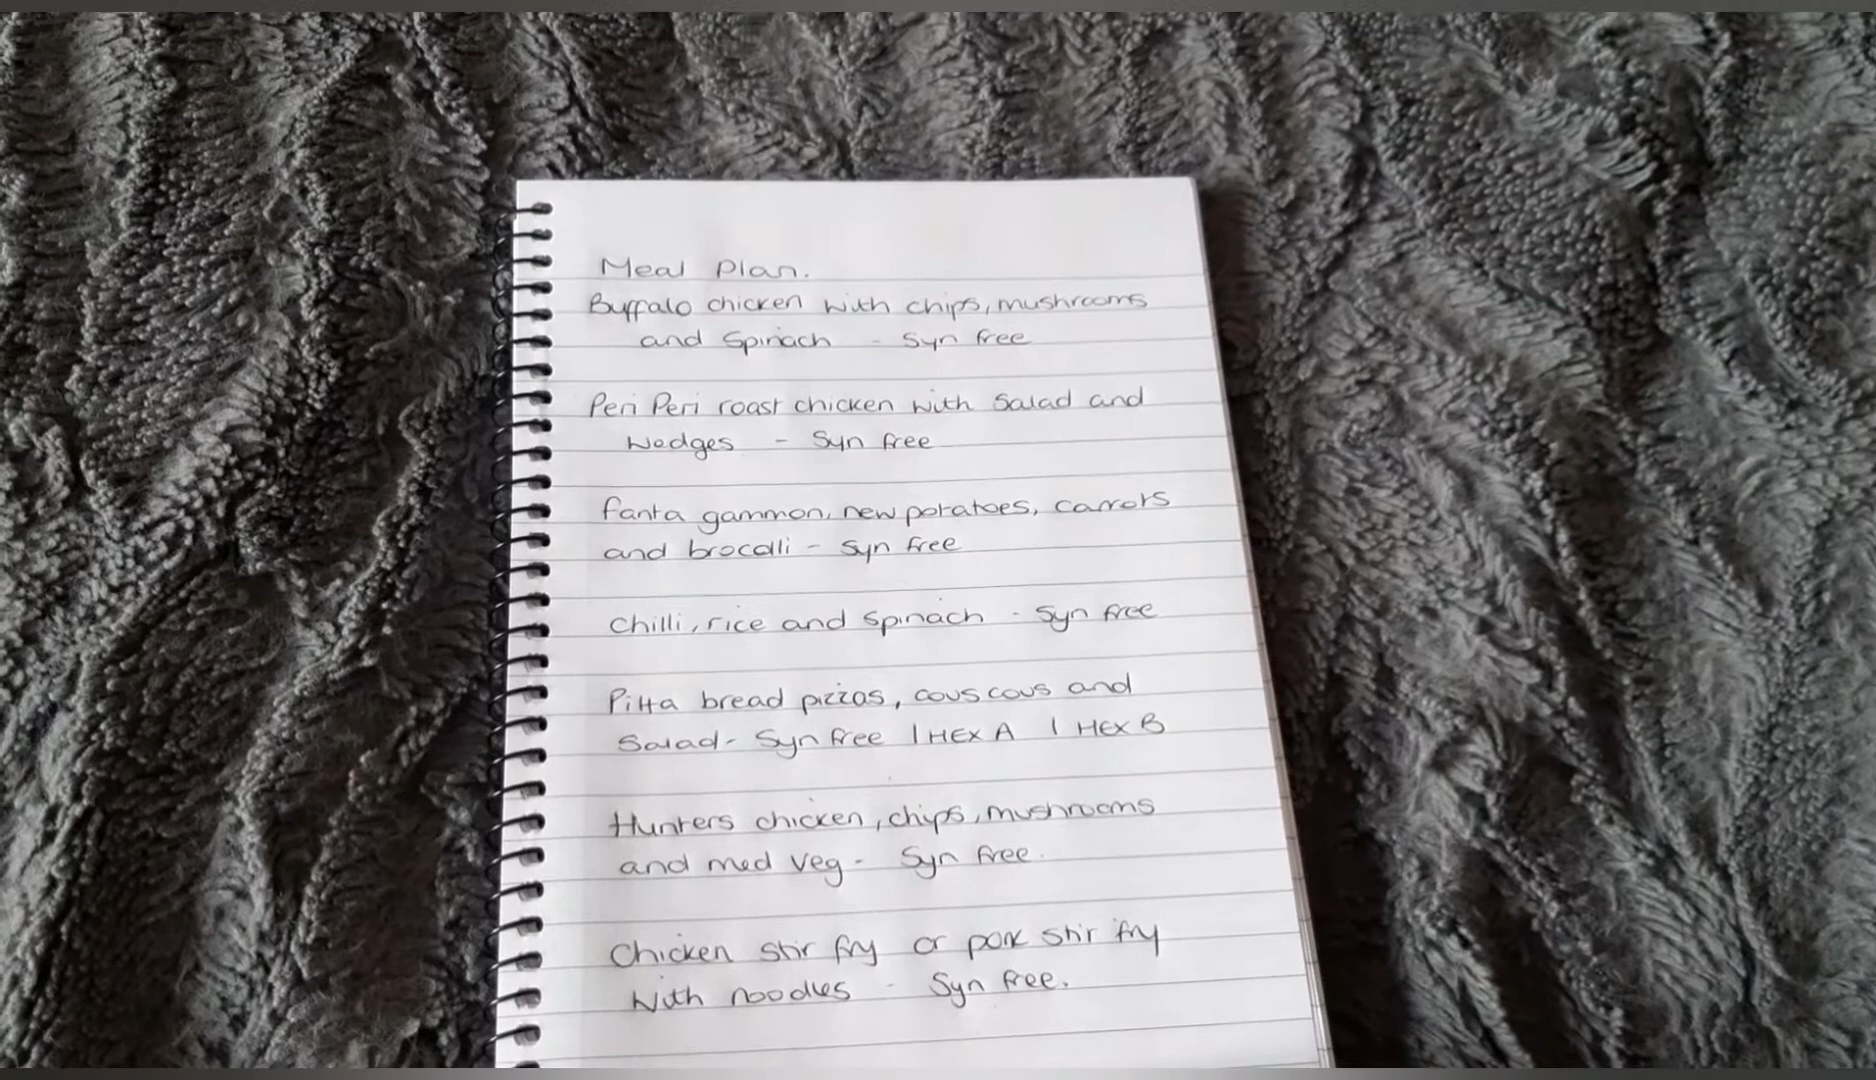 Meal Plan.
Buffalo chicken with chips, mushrooms
and Spinach - Syn free
Peri Peri roast chicken with Salad and
wedges - Syn free
fanta gammon, new potatoes, carrots
and brocolli - Syn free
Chilli, rice and spinach - Syn free
Pitta bread pizzas, couscous and
Salad - Syn free 1 HEX A 1 HEX B
Hunters chicken, chips, mushrooms
and med veg - Syn free.
Chicken stir fry or pork stir fry
with noodles - Syn free.